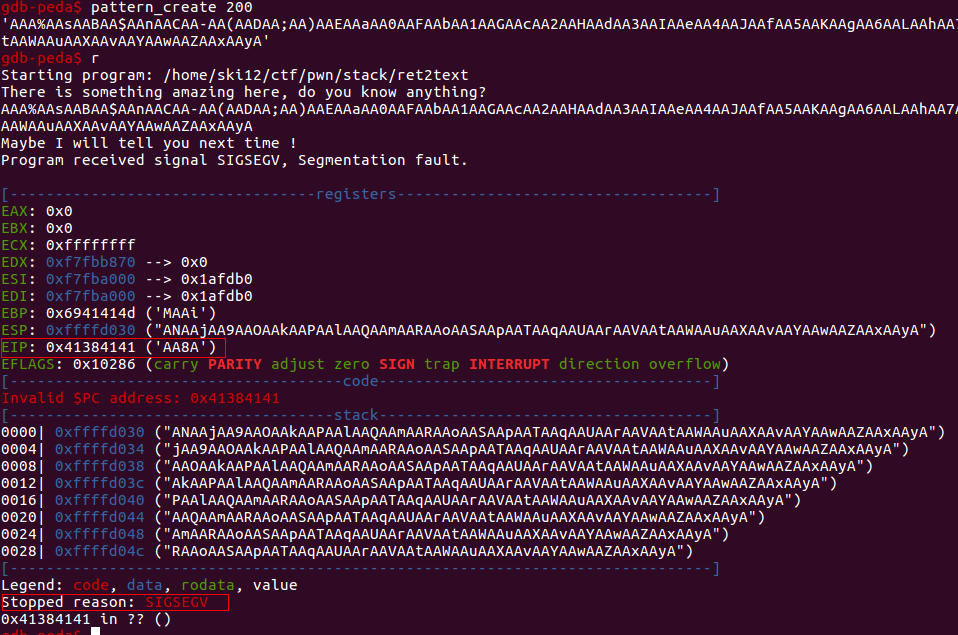 gdb-peda$ pattern_create 200
'AAA%AAsAABAA$AAnAACAA-AA(AADAA;AA)AAEAAaAA0AAFAAbAA1AAGAAcAA2AAHAAdAA3AAIAAeAA4AAJAAfAA5AAKAAgAA6AALAAhAA7
tAAWAAuAAXAAvAAYAAwAAZAAxAAyA'
gdb-peda$ r
Starting program: /home/ski12/ctf/pwn/stack/ret2text
There is something amazing here, do you know anything?
AAA%AAsAABAA$AAnAACAA-AA(AADAA;AA)AAEAAaAA0AAFAAbAA1AAGAAcAA2AAHAAdAA3AAIAAeAA4AAJAAfAA5AAKAAgAA6AALAAhAA7A
AAWAAuAAXAAvAAYAAwAAZAAxAAyA
Maybe I will tell you next time !
Program received signal SIGSEGV, Segmentation fault.
[----------------------------------registers-----------------------------------]
EAX: 0x0
EBX: 0x0
ECX: 0xffffffff
EDX: 0xf7fbb870 --> 0x0
ESI: 0xf7fba000 --> 0x1afdb0
EDI: 0xf7fba000 --> 0x1afdb0
EBP: 0x6941414d ('MAAi')
ESP: 0xffffd030 ("ANAAjAA9AAOAAkAAPAAlAAQAAmAARAAoAASAApAATAAqAAUAArAAVAAtAAWAAuAAXAAvAAYAAwAAZAAxAAyA")
EIP: 0x41384141 ('AA8A')
EFLAGS: 0x10286 (carry PARITY adjust zero SIGN trap INTERRUPT direction overflow)
[-------------------------------------code-------------------------------------]
Invalid $PC address: 0x41384141
[------------------------------------stack-------------------------------------]
0000| 0xffffd030 ("ANAAjAA9AAOAAkAAPAAlAAQAAmAARAAoAASAApAATAAqAAUAArAAVAAtAAWAAuAAXAAvAAYAAwAAZAAxAAyA")
0004| 0xffffd034 ("jAA9AAOAAkAAPAAlAAQAAmAARAAoAASAApAATAAqAAUAArAAVAAtAAWAAuAAXAAvAAYAAwAAZAAxAAyA")
0008| 0xffffd038 ("AAOAAkAAPAAlAAQAAmAARAAoAASAApAATAAqAAUAArAAVAAtAAWAAuAAXAAvAAYAAwAAZAAxAAyA")
0012| 0xffffd03c ("AkAAPAAlAAQAAmAARAAoAASAApAATAAqAAUAArAAVAAtAAWAAuAAXAAvAAYAAwAAZAAxAAyA")
0016| 0xffffd040 ("PAAlAAQAAmAARAAoAASAApAATAAqAAUAArAAVAAtAAWAAuAAXAAvAAYAAwAAZAAxAAyA")
0020| 0xffffd044 ("AAQAAmAARAAoAASAApAATAAqAAUAArAAVAAtAAWAAuAAXAAvAAYAAwAAZAAxAAyA")
0024| 0xffffd048 ("AmAARAAoAASAApAATAAqAAUAArAAVAAtAAWAAuAAXAAvAAYAAwAAZAAxAAyA")
0028| 0xffffd04c ("RAAoAASAApAATAAqAAUAArAAVAAtAAWAAuAAXAAvAAYAAwAAZAAxAAyA")
[------------------------------------------------------------------------------]
Legend: code, data, rodata, value
Stopped reason: SIGSEGV
0x41384141 in ?? ()
gdb-peda$